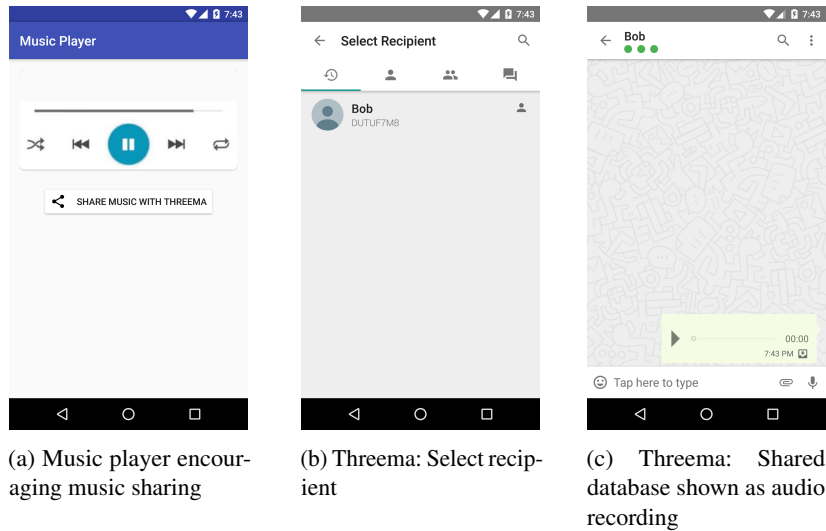 7:43
Music Player
SHARE MUSIC WITH THREEMA
(a) Music player encour-
aging music sharing
7:43
Select Recipient
Bob
DUTUF7M8
(b) Threema: Select recip-
ient
7:43
Bob
00:00
7:43 PM
Tap here to type
(c) Threema: Shared
database shown as audio
recording